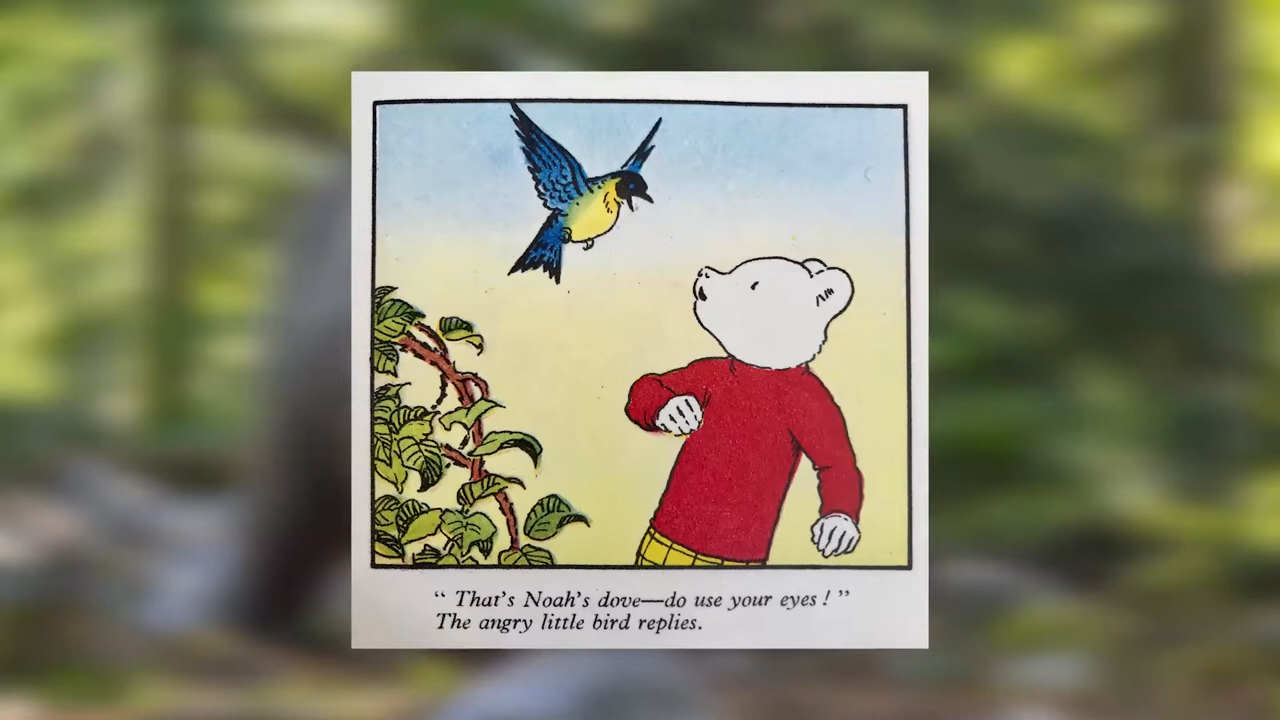 “ That's Noah's dove—do use your eyes ! ”
The angry little bird replies.